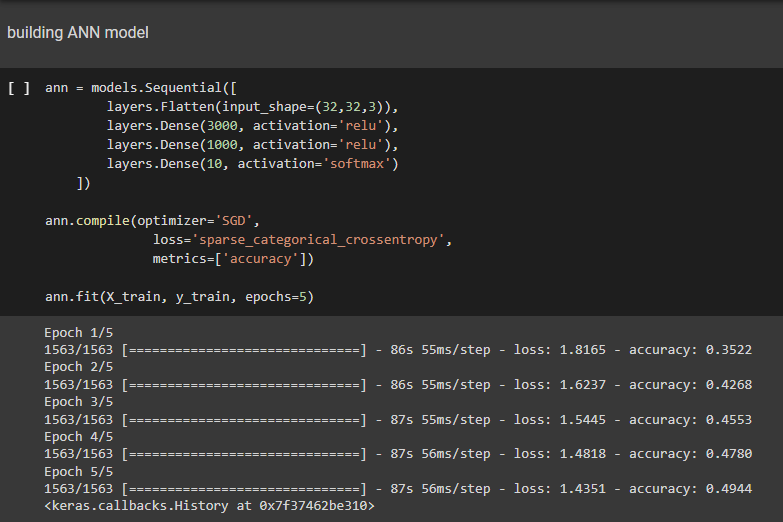 building ANN model
[ ] ann = models.Sequential([
layers.Flatten(input_shape=(32,32,3)),
layers.Dense(3000, activation='relu'),
layers.Dense(1000, activation='relu'),
layers.Dense(10, activation='softmax')
])
ann.compile(optimizer='SGD',
loss='sparse_categorical_crossentropy',
metrics=['accuracy'])
ann.fit(X_train, y_train, epochs=5)
Epoch 1/5
1563/1563 [==============================] - 86s 55ms/step - loss: 1.8165 - accuracy: 0.3522
Epoch 2/5
1563/1563 [==============================] - 86s 55ms/step - loss: 1.6237 - accuracy: 0.4268
Epoch 3/5
1563/1563 [==============================] - 87s 55ms/step - loss: 1.5445 - accuracy: 0.4553
Epoch 4/5
1563/1563 [==============================] - 87s 56ms/step - loss: 1.4818 - accuracy: 0.4780
Epoch 5/5
1563/1563 [==============================] - 87s 56ms/step - loss: 1.4351 - accuracy: 0.4944
<keras.callbacks.History at 0x7f37462be310>